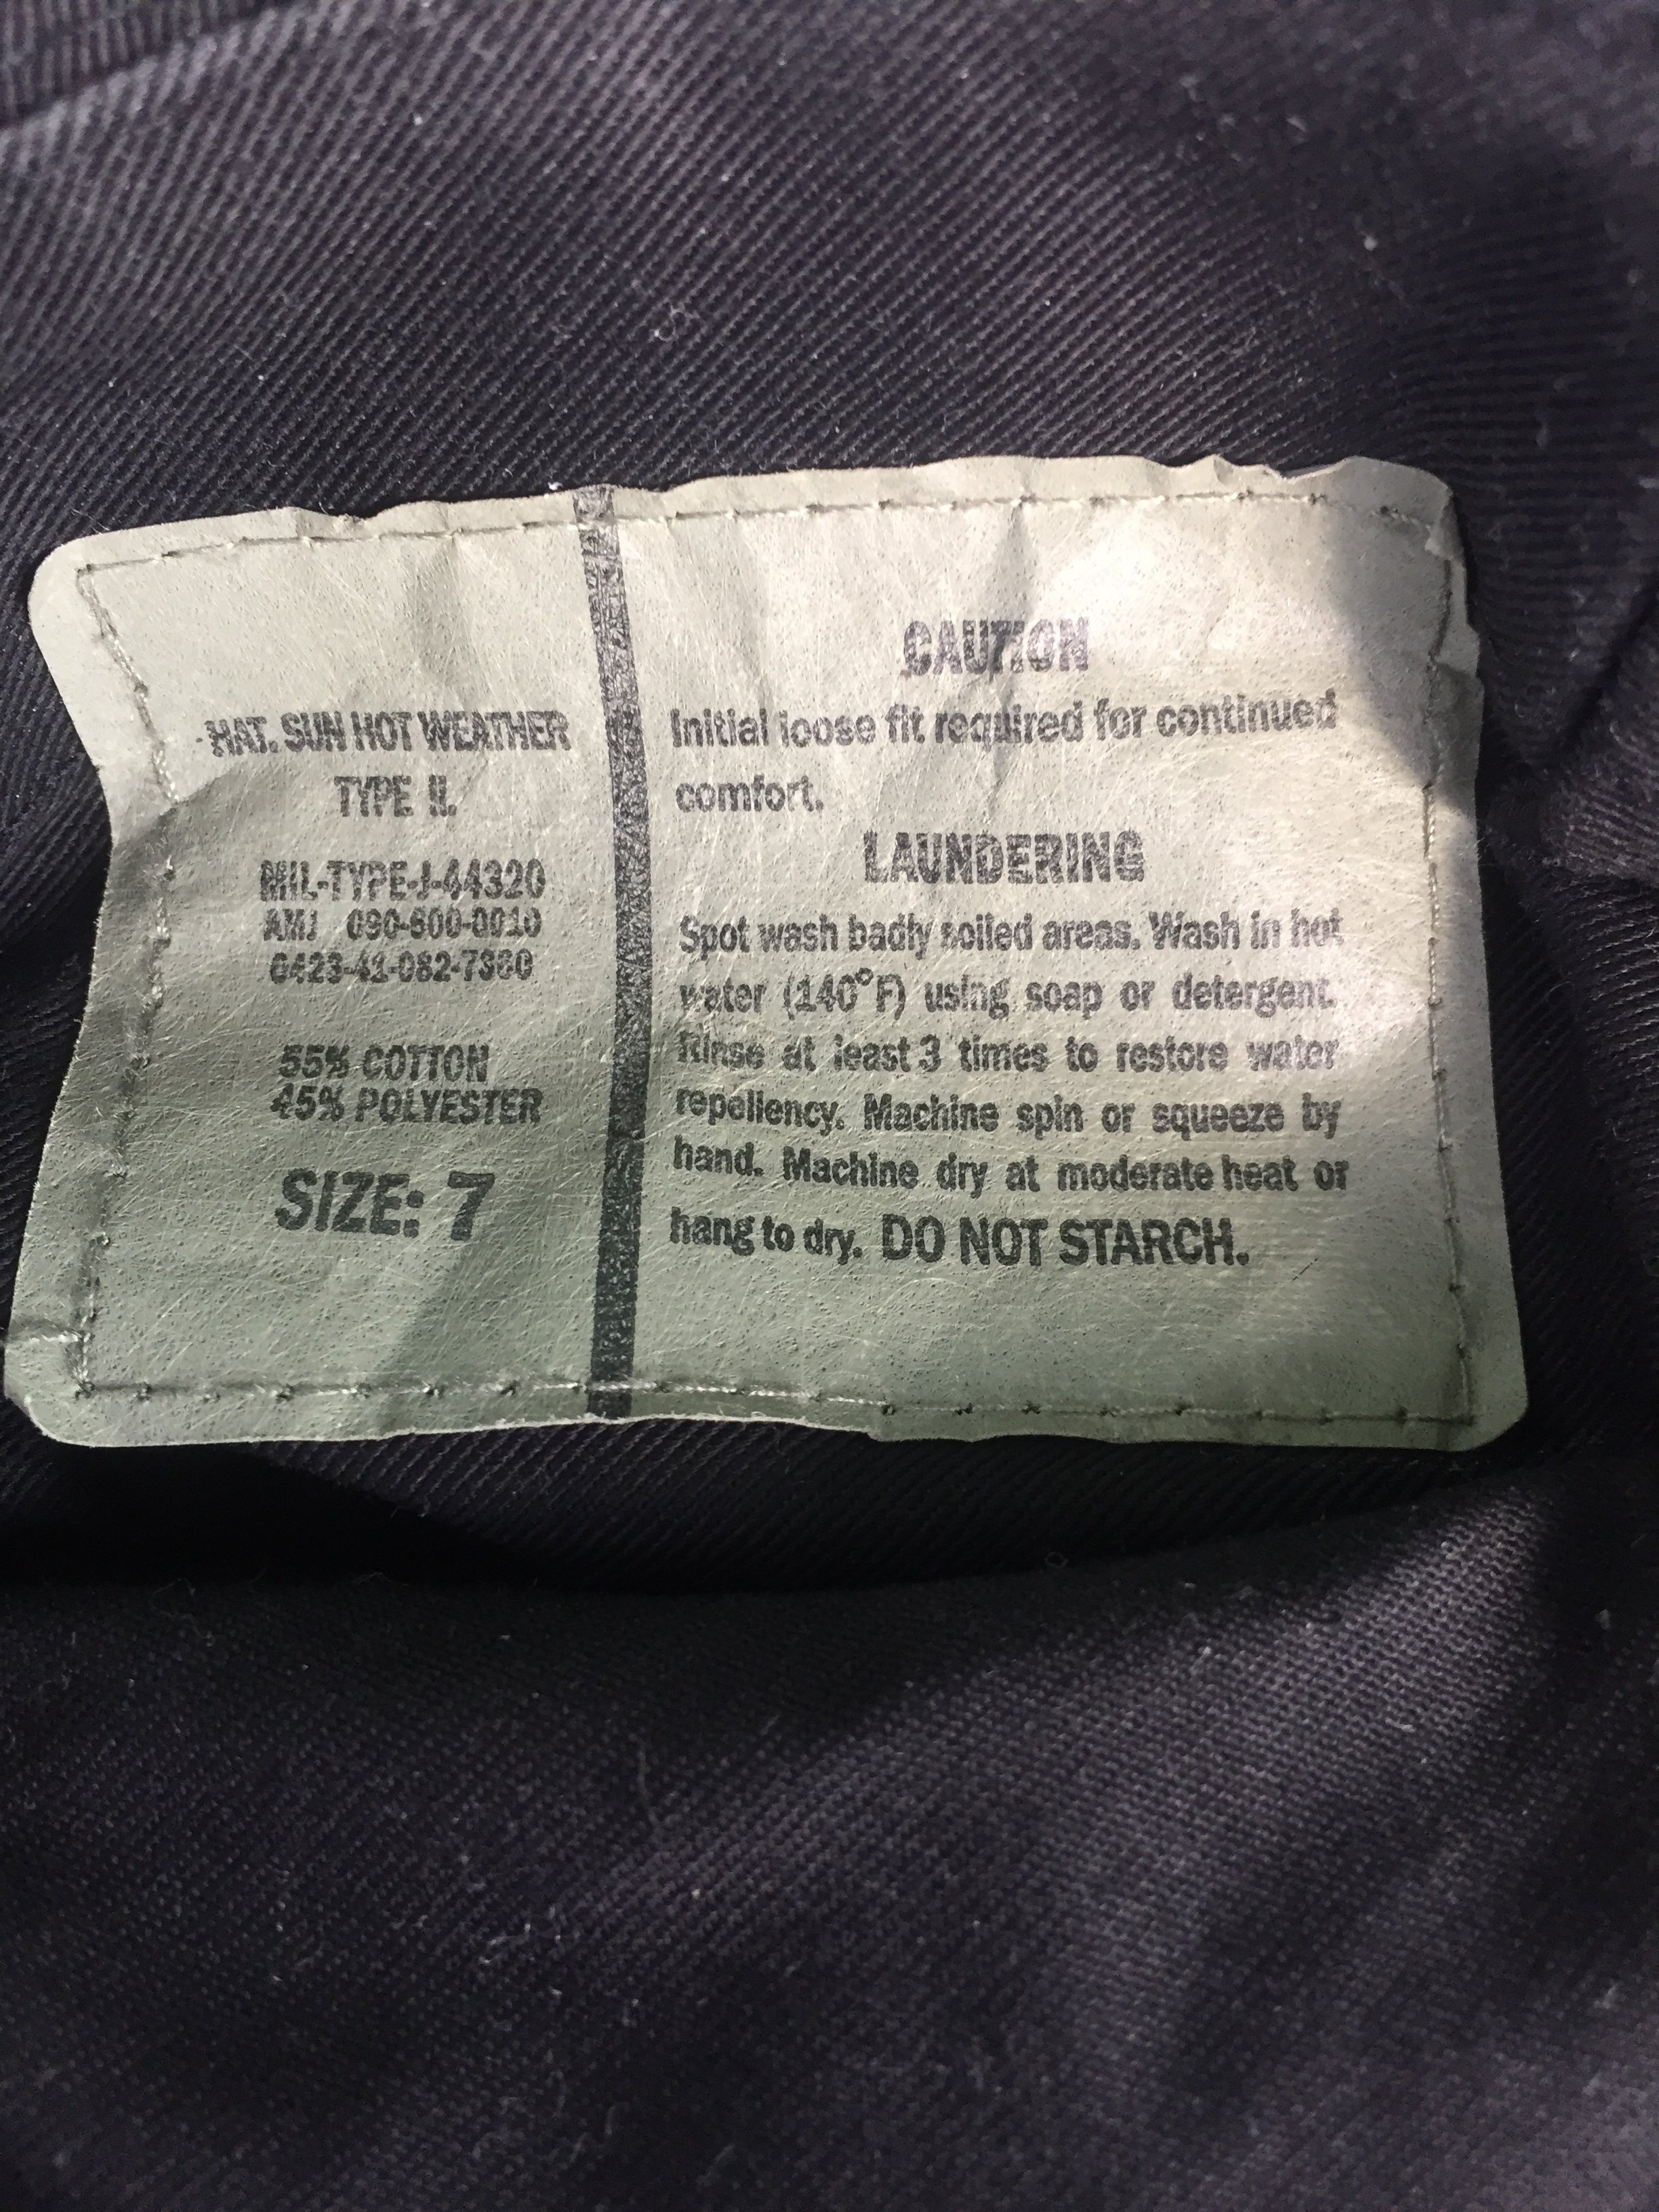 HAT. SUN HOT WEATHER
TYPE II.
MIL-TYPE-J-44320
AMJ 090-600-0010
0423-41-082-7380
55% COTTON
45% POLYESTER
SIZE: 7
CAUTION
Initial loose fit required for continued
comfort.
LAUNDERING
Spot wash badly soiled areas. Wash in hot
water (140°F) using soap or detergent.
Rinse at least 3 times to restore water
repellency. Machine spin or squeeze by
hand. Machine dry at moderate heat or
hang to dry. DO NOT STARCH.